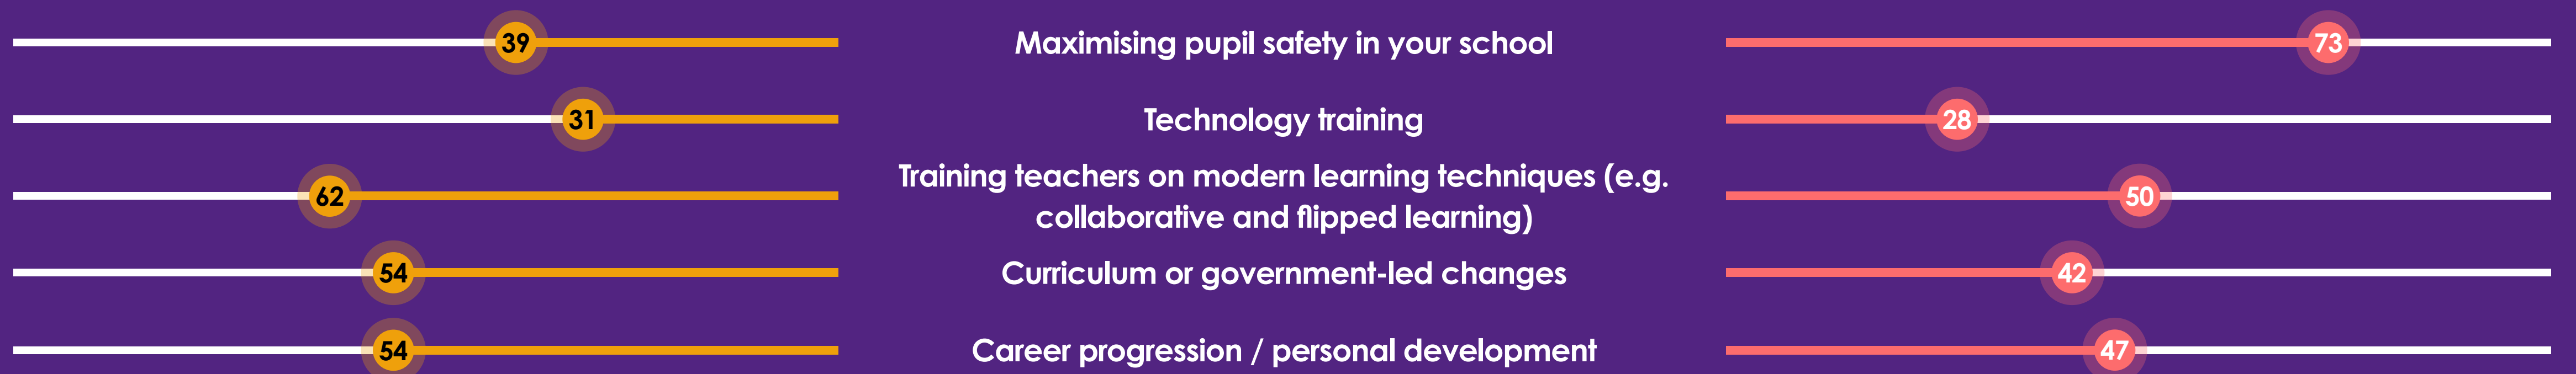 39 Maximising pupil safety in your school 73
31 Technology training 28
Training teachers on modern learning techniques (e.g.
62 50
collaborative and flipped learning)
54 Curriculum or government-led changes 42
54 Career progression / personal development 47